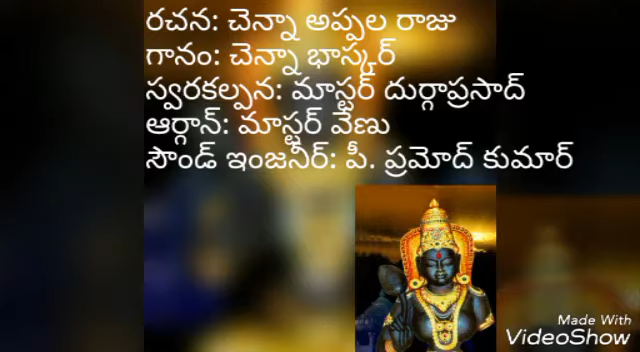 రచన: చెన్నా అప్పల రాజు
గానం: చెన్నా భాస్కర్
స్వరకల్పన: మాస్టర్ దుర్గాప్రసాద్
ఆర్గాన్: మాస్టర్ వేణు
సౌండ్ ఇంజనీర్: పీ. ప్రమోద్ కుమార్
Made With
VideoShow